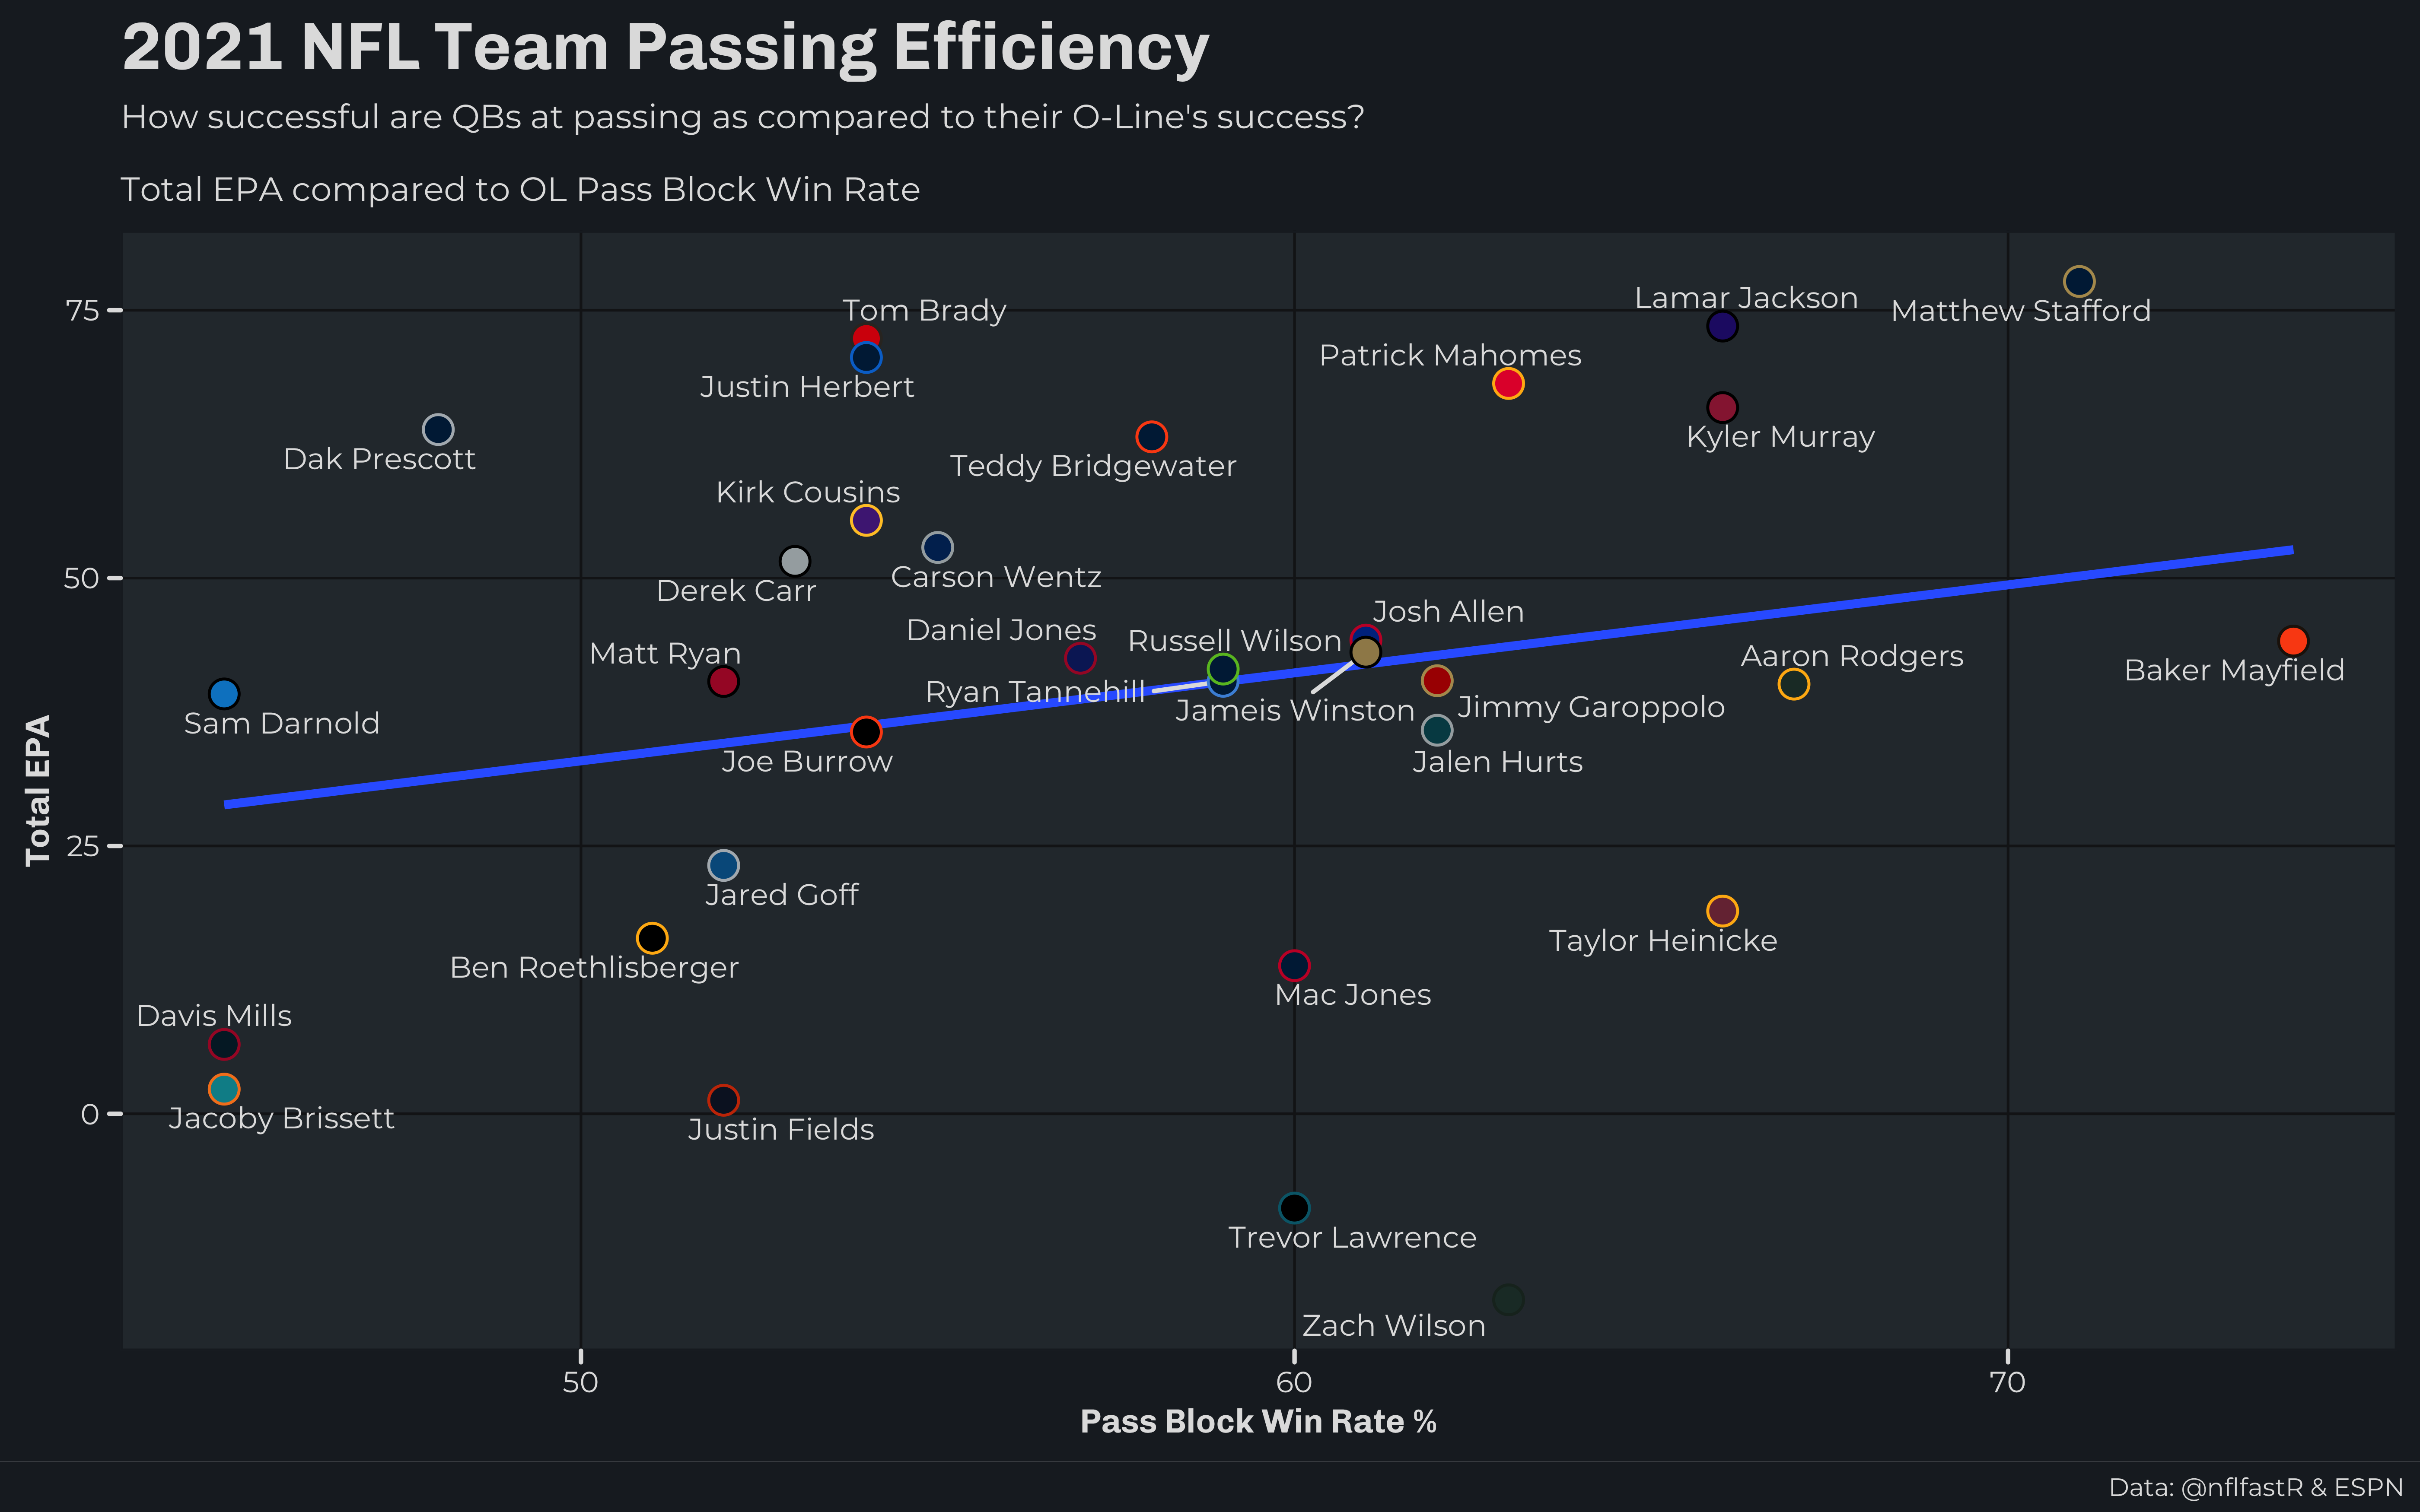 2021 NFL Team Passing Efficiency
How successful are QBs at passing as compared to their O-Line's success?
Total EPA compared to OL Pass Block Win Rate
Total EPA
75
50
25
0
Lamar Jackson
Matthew Stafford
Tom Brady
Patrick Mahomes
Justin Herbert
Kyler Murray
Dak Prescott
Teddy Bridgewater
Kirk Cousins
Carson Wentz
Derek Carr
Josh Allen
Daniel Jones
Russell Wilson
Matt Ryan
Aaron Rodgers
Baker Mayfield
Ryan Tannehill
Jameis Winston
Jimmy Garoppolo
Sam Darnold
Joe Burrow
Jalen Hurts
Jared Goff
Taylor Heinicke
Ben Roethlisberger
Mac Jones
Davis Mills
Jacoby Brissett
Justin Fields
Trevor Lawrence
Zach Wilson
50
60
70
Pass Block Win Rate %
Data: @nflfastR & ESPN